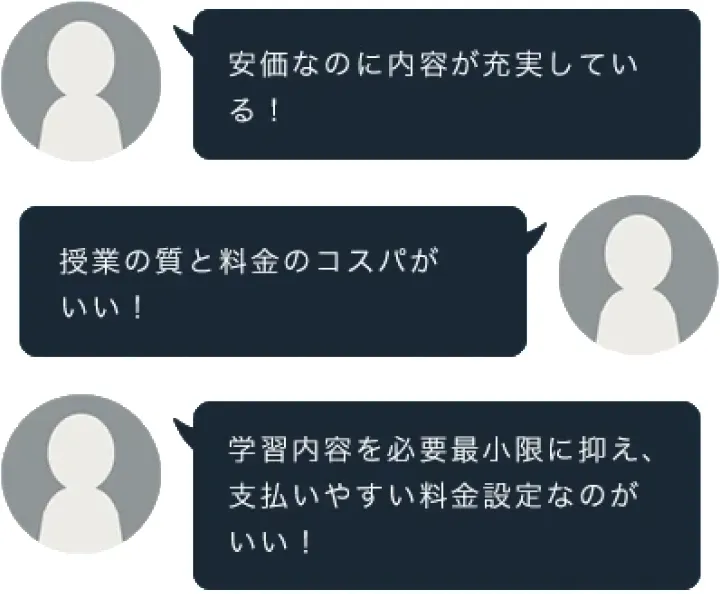 安価なのに内容が充実してい
る！
授業の質と料金のコスパが
いい！
学習内容を必要最小限に抑え、
支払いやすい料金設定なのが
いい！